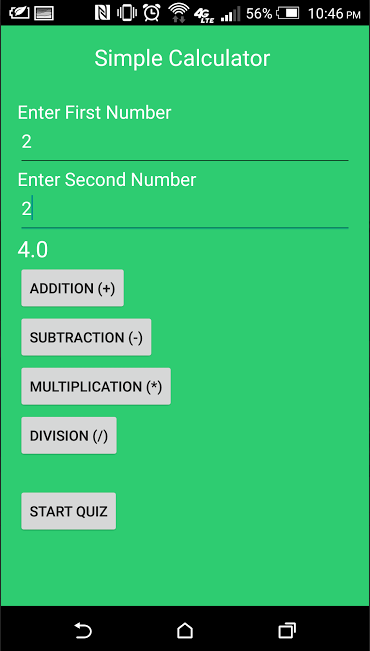 4G LTE 56% 10:46 PM
Simple Calculator
Enter First Number
2
Enter Second Number
2
4.0
ADDITION (+)
SUBTRACTION (-)
MULTIPLICATION (*)
DIVISION (/)
START QUIZ